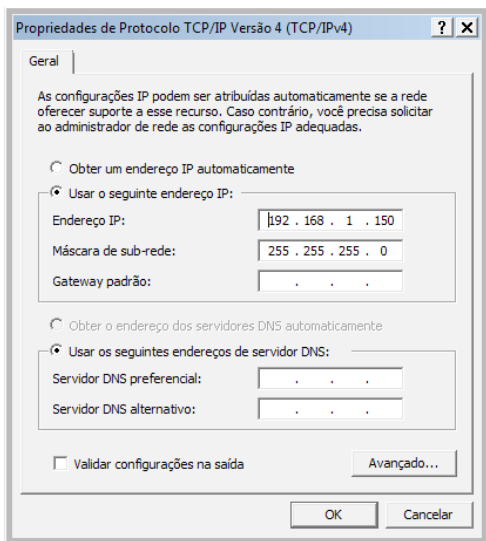 Propriedades de Protocolo TCP/IP Versão 4 (TCP/IPv4)
Geral
As configurações IP podem ser atribuídas automaticamente se a rede
oferecer suporte a esse recurso. Caso contrário, você precisa solicitar
ao administrador de rede as configurações IP adequadas.
Obter um endereço IP automaticamente
Usar o seguinte endereço IP:
Endereço IP: 192 . 168 . 1 . 150
Máscara de sub-rede: 255 . 255 . 255 . 0
Gateway padrão: . . .
Obter o endereço dos servidores DNS automaticamente
Usar os seguintes endereços de servidor DNS:
Servidor DNS preferencial: . . .
Servidor DNS alternativo: . . .
Validar configurações na saída Avançado...
OK Cancelar